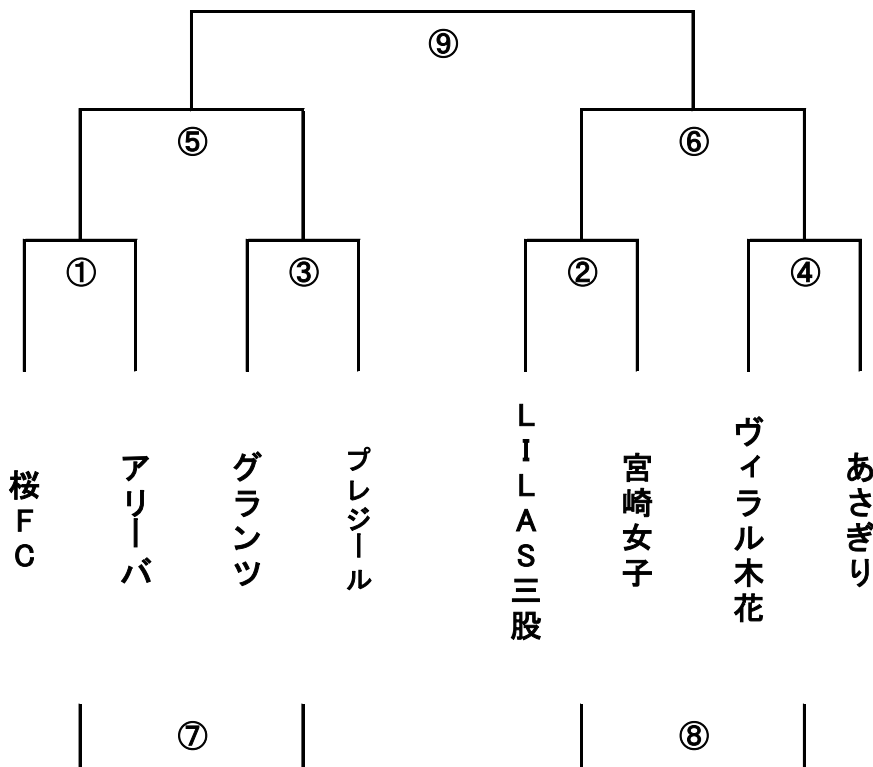 ⑨
⑤
⑥
①
③
②
④
桜FC
アリーバ
グランツ
プレジール
LILAS三股
宮崎女子
ヴィラル木花
あさぎり
⑦
⑧